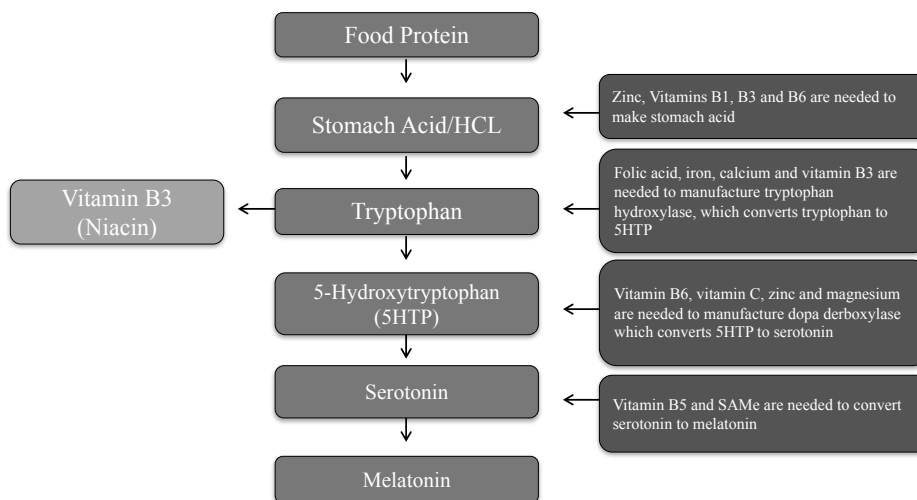 Food Protein
Zinc, Vitamins B1, B3 and B6 are needed to
make stomach acid
Stomach Acid/HCL
Folic acid, iron, calcium and vitamin B3 are
needed to manufacture tryptophan
hydroxylase, which converts tryptophan to
5HTP
Vitamin B3
(Niacin)
Tryptophan
5-Hydroxytryptophan
(5HTP)
Vitamin B6, vitamin C, zinc and magnesium
are needed to manufacture dopa derboxylase
which converts 5HTP to serotonin
Serotonin
Vitamin B5 and SAMe are needed to convert
serotonin to melatonin
Melatonin